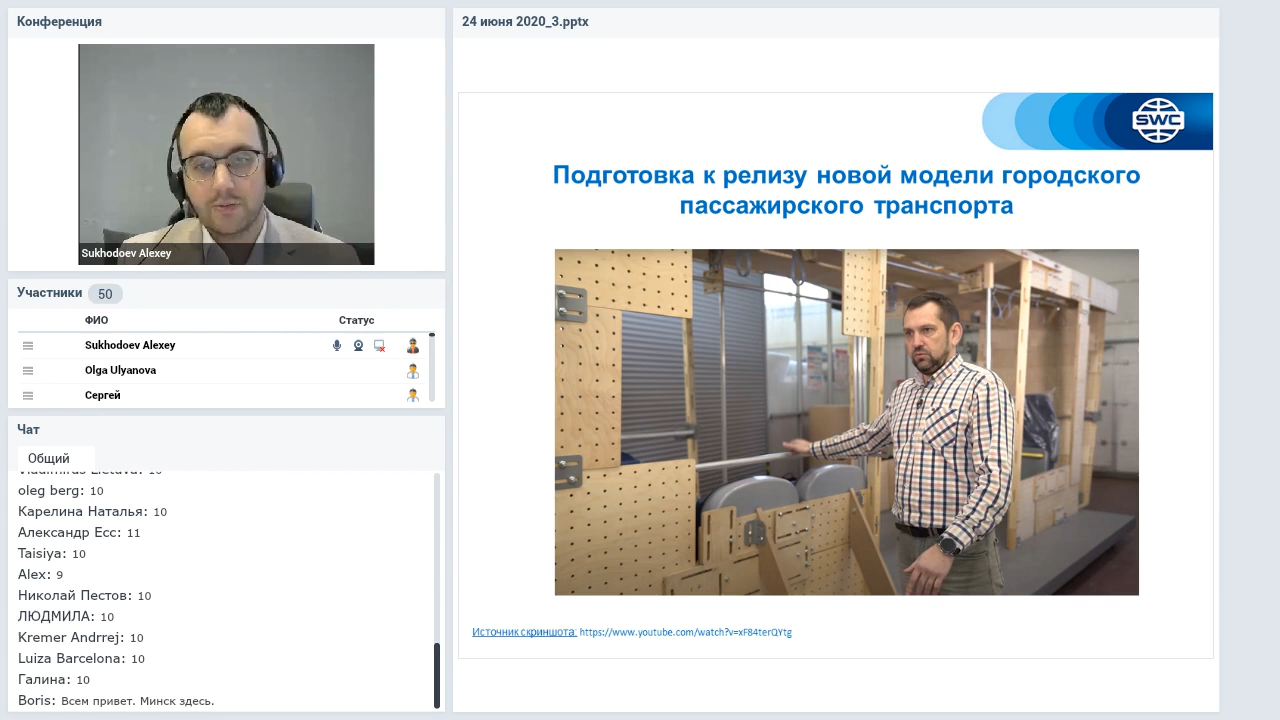 Конференция
Sukhodoev Alexey
Участники 50
ФИО Статус
Sukhodoev Alexey
Olga Ulyanova
Сергей
Чат
Общий
oleg berg: 10
Карелина Наталья: 10
Александр Есс: 11
Taisiya: 10
Alex: 9
Николай Пестов: 10
ЛЮДМИЛА: 10
Kremer Andrrej: 10
Luiza Barcelona: 10
Галина: 10
Boris: Всем привет. Минск здесь.
24 июня 2020_3.pptx
SWC
Подготовка к релизу новой модели городского
пассажирского транспорта
Источник скриншота: https://www.youtube.com/watch?v=xF84terQYtg